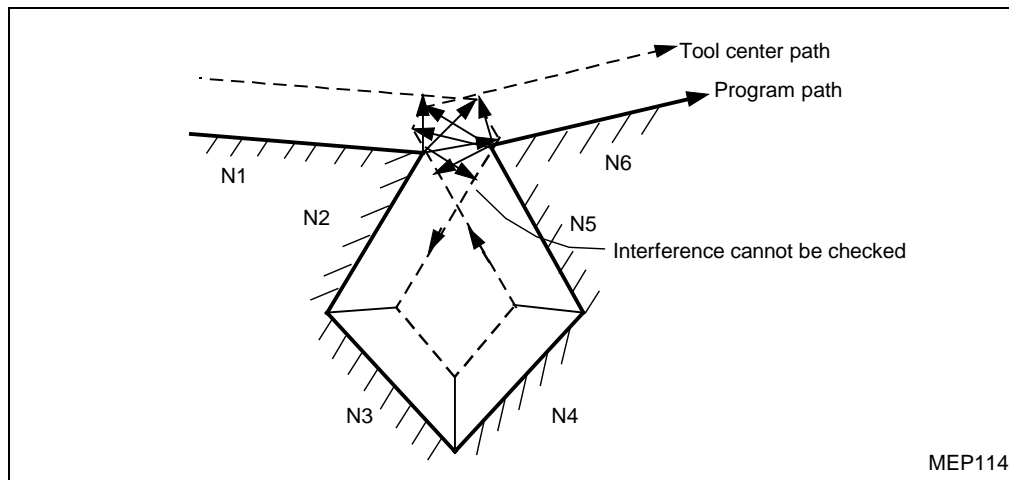 Tool center path
Program path
N1
N6
N2
N5
Interference cannot be checked
N3
N4
MEP114